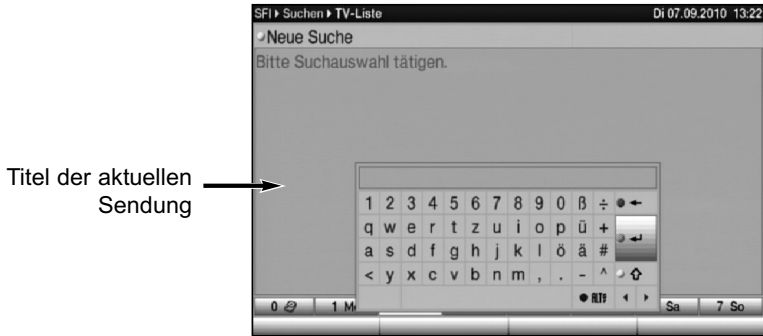 SFI▸Suchen▸TV-Liste Di 07.09.2010 13:22
Neue Suche
Bitte Suchauswahl tätigen.
Titel der aktuellen
Sendung
1 2 3 4 5 6 7 8 9 0 ß ÷
q w e r t z u i o p ü +
a s d f g h j k l ö ä #
< y x c v b n m , . - ^
ALT
0 1 M Sa 7 So